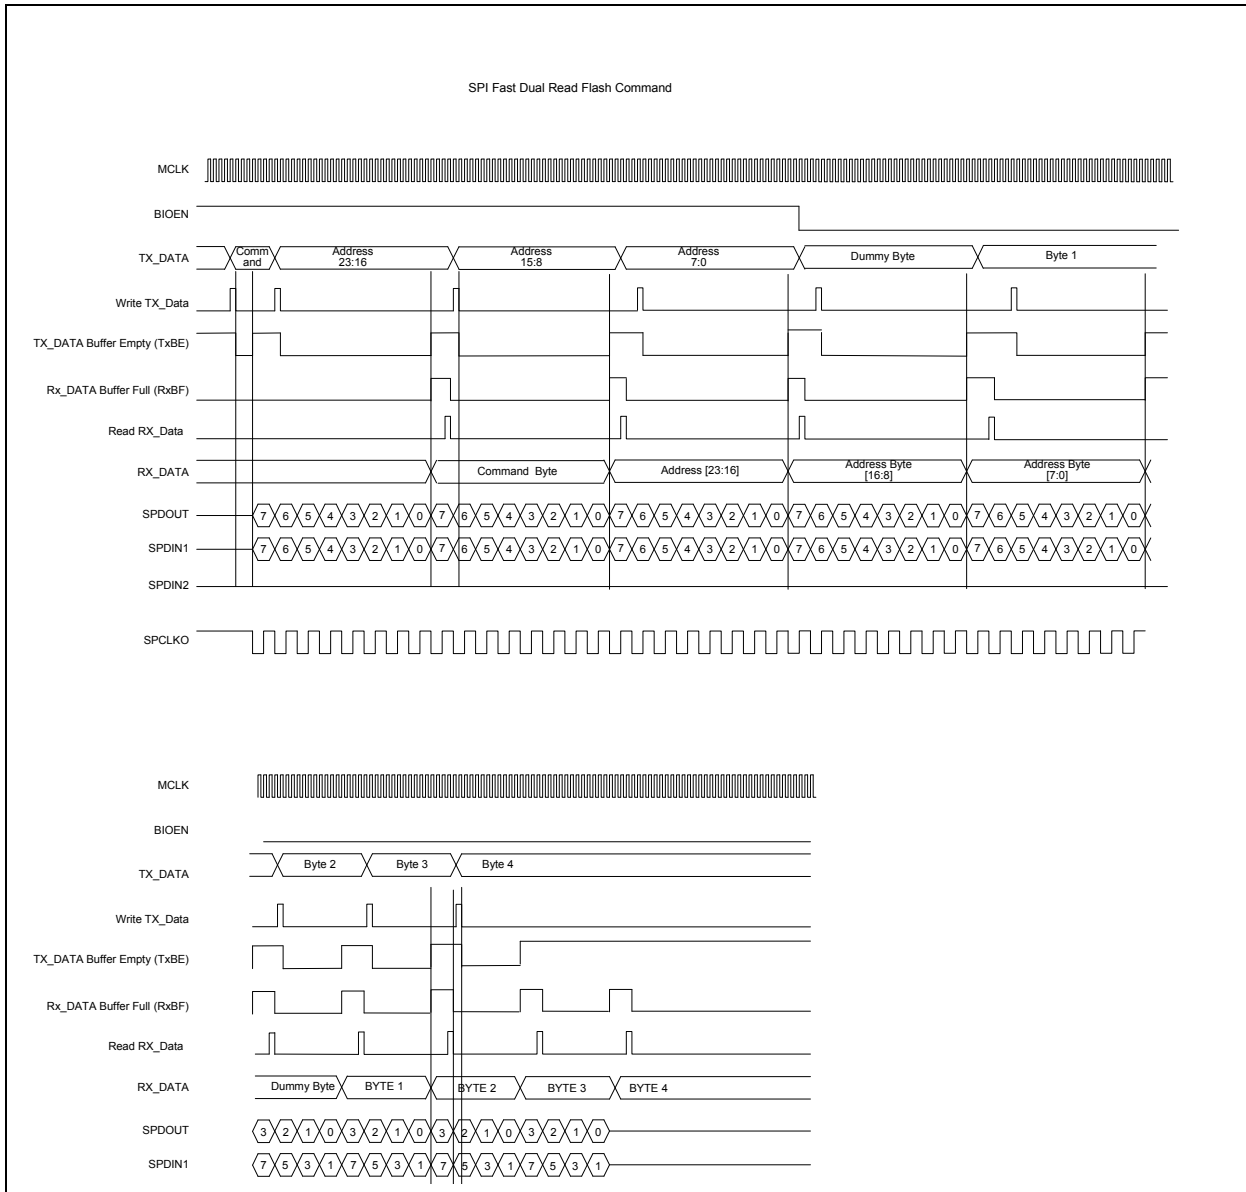 SPI Fast Dual Read Flash Command
MCLK
BIOEN
TX_DATA Comm and Address 23:16 Address 15:8 Address 7:0 Dummy Byte Byte 1
Write TX_Data
TX_DATA Buffer Empty (TxBE)
Rx_DATA Buffer Full (RxBF)
Read RX_Data
RX_DATA Command Byte Address [23:16] Address Byte [16:8] Address Byte [7:0]
SPDOUT 7 6 5 4 3 2 1 0 7 6 5 4 3 2 1 0 7 6 5 4 3 2 1 0 7 6 5 4 3 2 1 0 7 6 5 4 3 2 1 0
SPDIN1 7 6 5 4 3 2 1 0 7 6 5 4 3 2 1 0 7 6 5 4 3 2 1 0 7 6 5 4 3 2 1 0 7 6 5 4 3 2 1 0
SPDIN2
SPCLKO
MCLK
BIOEN
TX_DATA Byte 2 Byte 3 Byte 4
Write TX_Data
TX_DATA Buffer Empty (TxBE)
Rx_DATA Buffer Full (RxBF)
Read RX_Data
RX_DATA Dummy Byte BYTE 1 BYTE 2 BYTE 3 BYTE 4
SPDOUT 3 2 1 0 3 2 1 0 3 2 1 0 3 2 1 0
SPDIN1 7 5 3 1 7 5 3 1 7 5 3 1 7 5 3 1